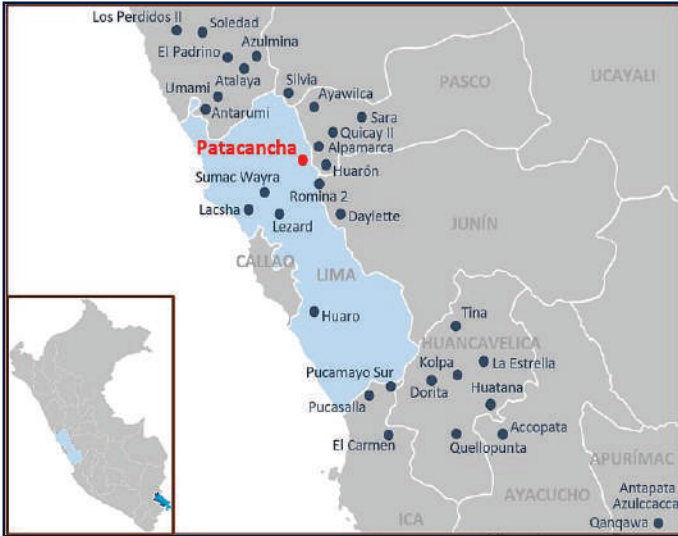 Los Perdidos II
Soledad
Azulmina
El Padrino
Atalaya
Umami
Antarumi
Silvia
Ayawilca
PASCO
UCAYALI
Sara
Quicay II
Alpamarca
Patacancha
Huarón
Sumac Wayra
Romina 2
Lacsha
Lezard
Daylette
JUNÍN
CALLAO
LIMA
Huaro
Tina
HUANCAVELICA
Kolpa
La Estrella
Pucamayo Sur
Dorita
Huatana
Pucasalla
El Carmen
Quellopunta
Accopata
APURÍMAC
AYACUCHO
Antapata
Azulccacca
Qanqawa
ICA